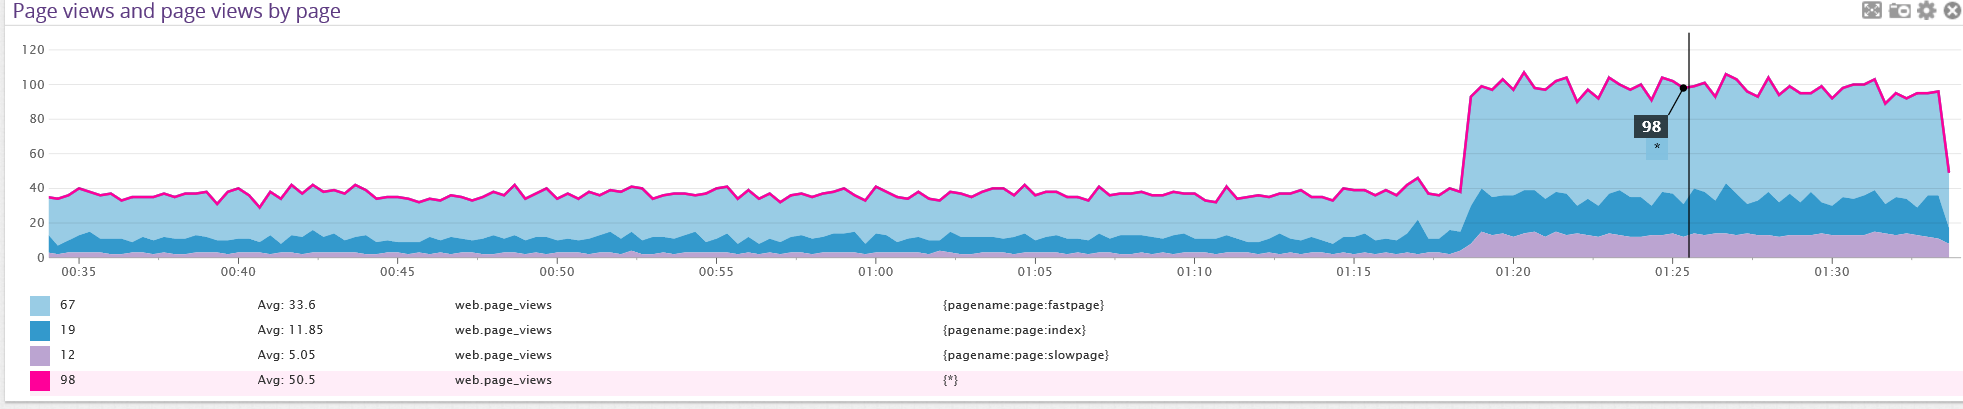 Page views and page views by page
120
100
80
60
40
20
0
98
*
00:35 00:40 00:45 00:50 00:55 01:00 01:05 01:10 01:15 01:20 01:25 01:30
67 Avg: 33.6 web.page_views {pagename:page:fastpage}
19 Avg: 11.85 web.page_views {pagename:page:index}
12 Avg: 5.05 web.page_views {pagename:page:slowpage}
98 Avg: 50.5 web.page_views {*}